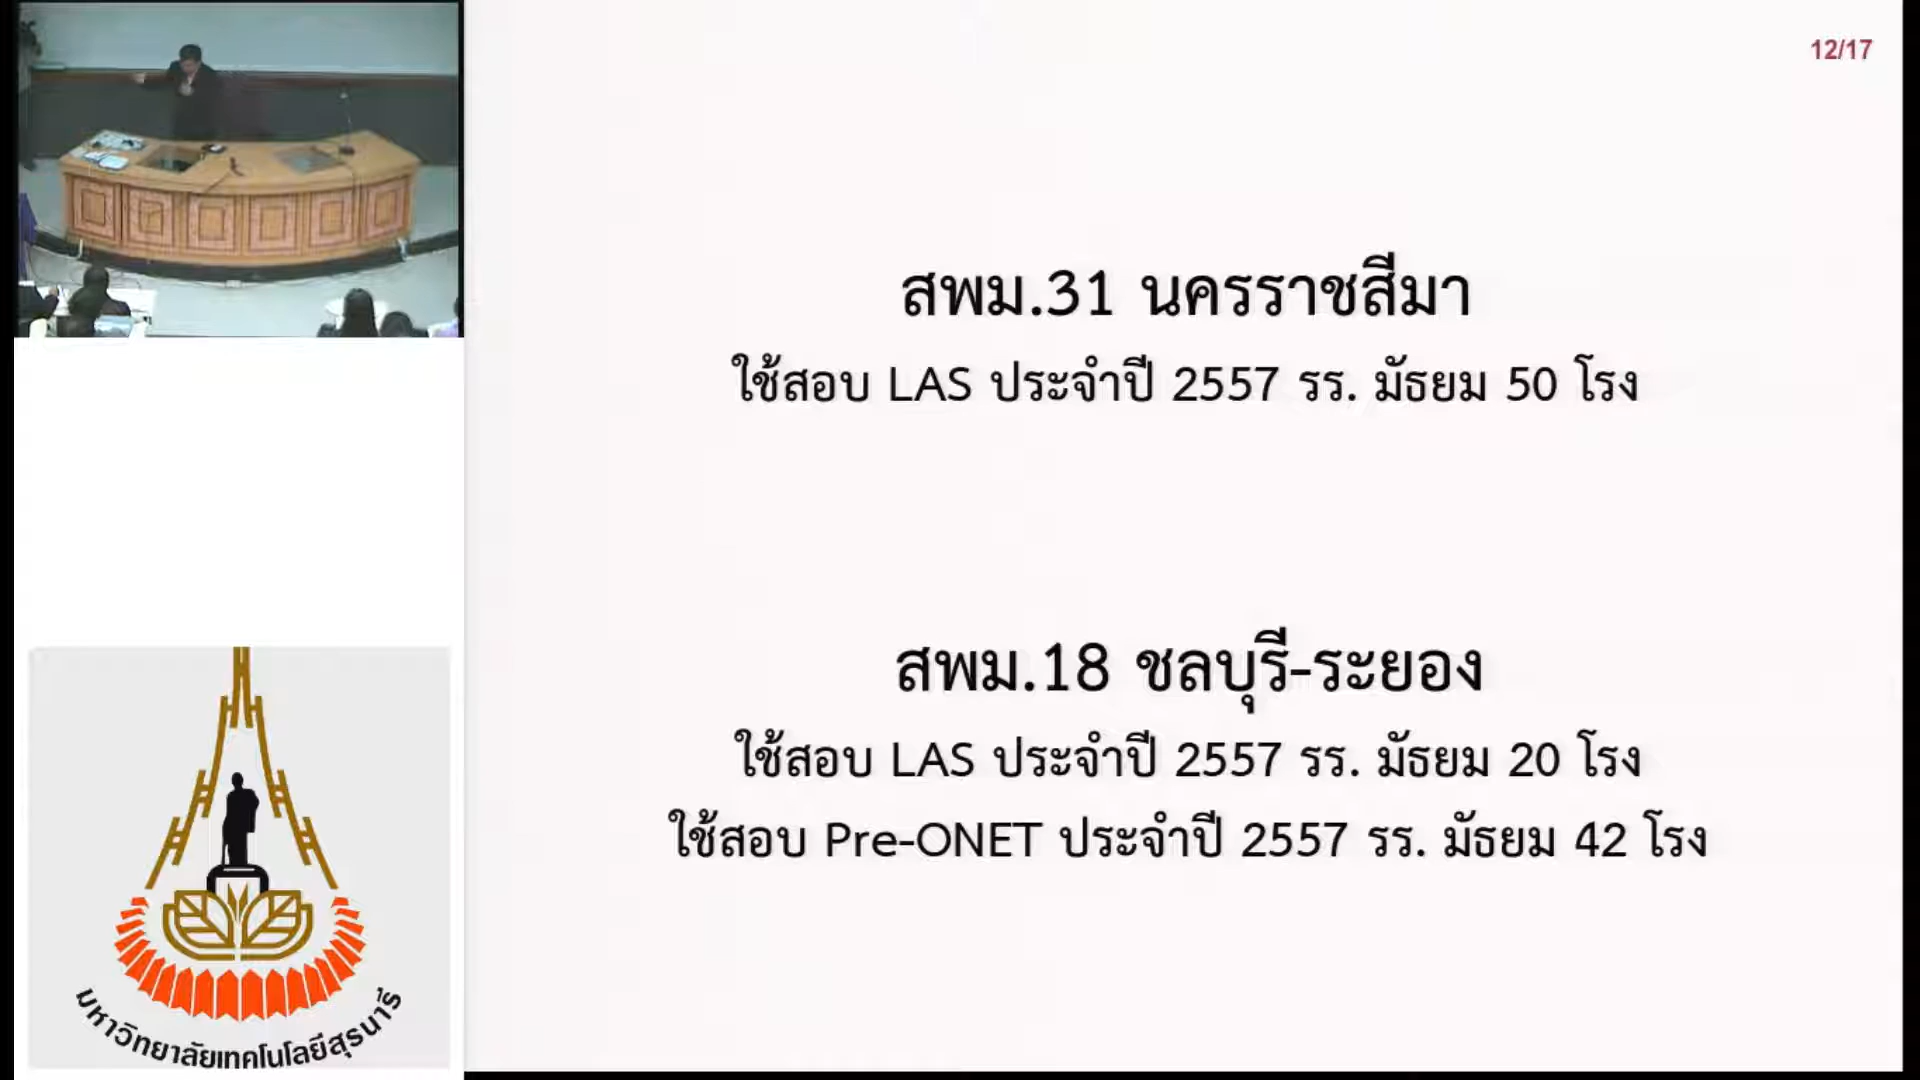 12/17
สพม.31 นครราชสีมา
ใช้สอบ LAS ประจำปี 2557 รร. มัธยม 50 โรง
สพม.18 ชลบุรี-ระยอง
ใช้สอบ LAS ประจำปี 2557 รร. มัธยม 20 โรง
ใช้สอบ Pre-ONET ประจำปี 2557 รร. มัธยม 42 โรง
มหาวิทยาลัยเทคโนโลยีสุรนารี